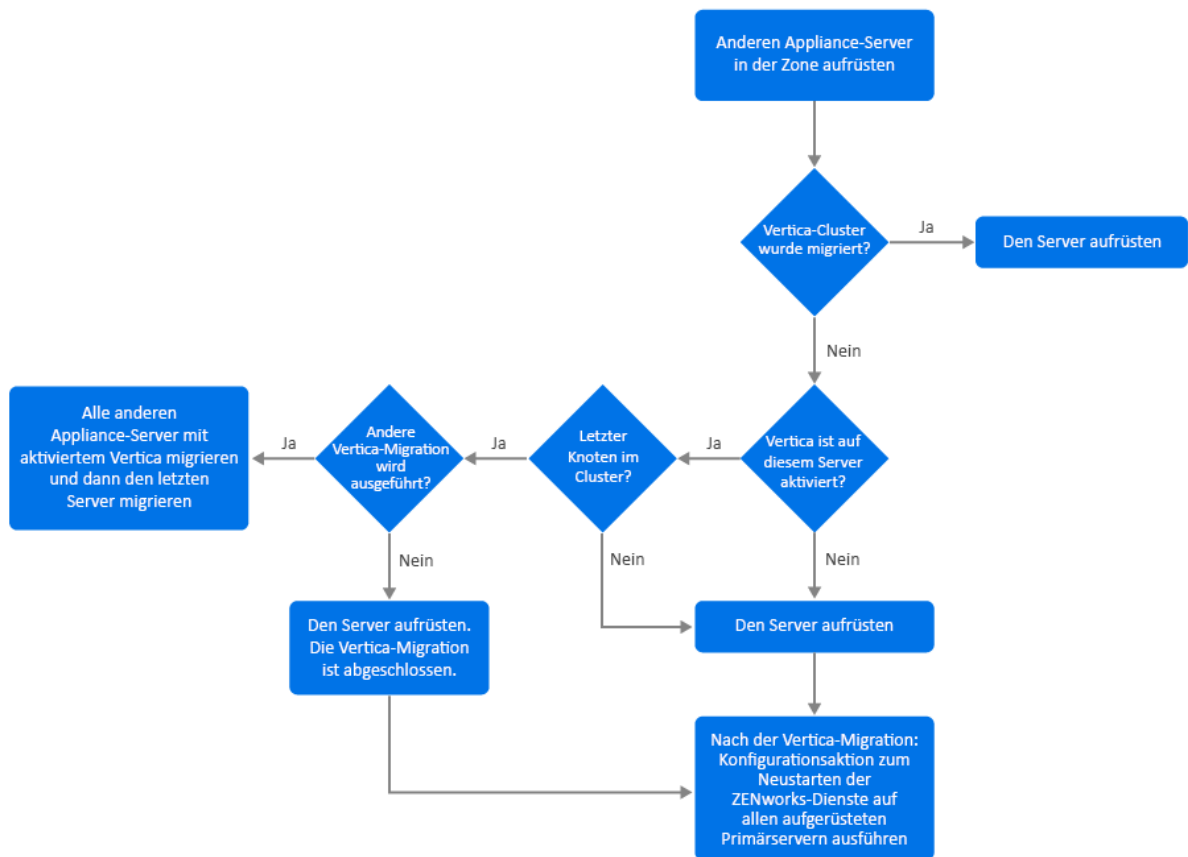 Anderen Appliance-Server
in der Zone aufrüsten
Vertica-Cluster
wurde migriert?
Ja
Den Server aufrüsten
Nein
Vertica ist auf
diesem Server
aktiviert?
Ja
Letzter
Knoten im
Cluster?
Ja
Andere
Vertica-Migration
wird
ausgeführt?
Ja
Alle anderen
Appliance-Server mit
aktiviertem Vertica migrieren
und dann den letzten
Server migrieren
Nein
Nein
Nein
Den Server aufrüsten.
Die Vertica-Migration
ist abgeschlossen.
Den Server aufrüsten
Nach der Vertica-Migration:
Konfigurationsaktion zum
Neustarten der
ZENworks-Dienste auf
allen aufgerüsteten
Primärservern ausführen